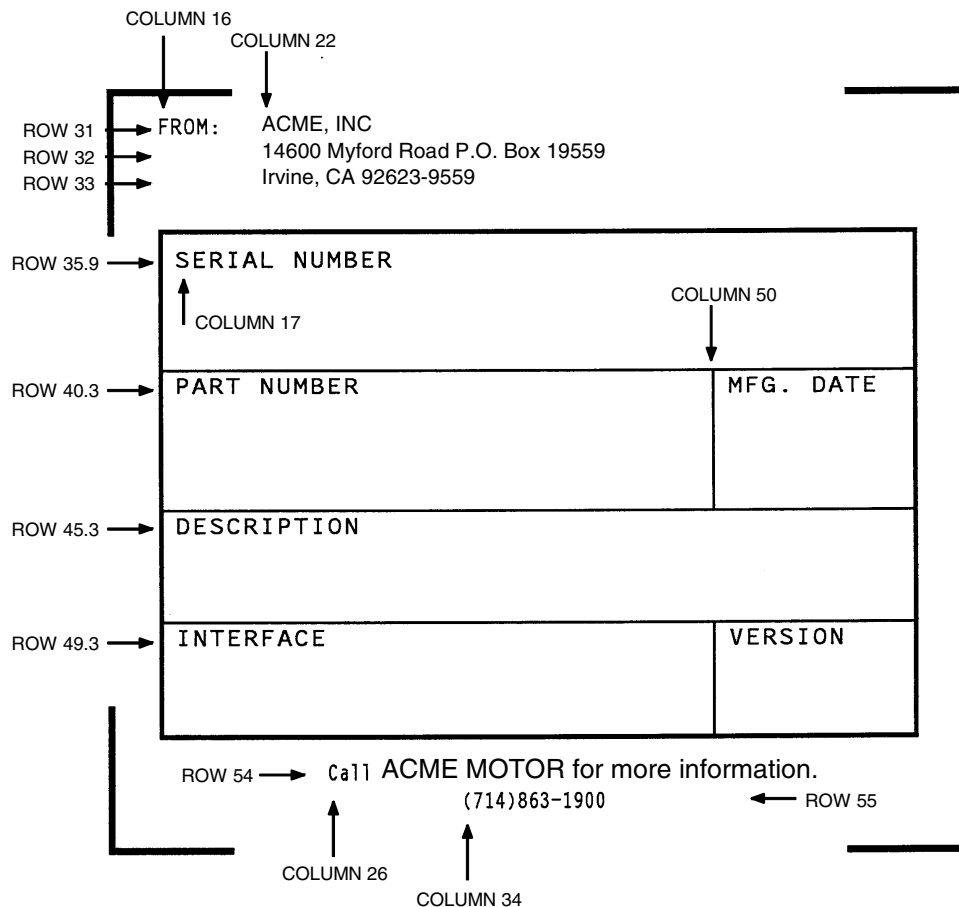 COLUMN 16
COLUMN 22
ROW 31 FROM: ACME, INC
ROW 32 14600 Myford Road P.O. Box 19559
ROW 33 Irvine, CA 92623-9559
ROW 35.9 SERIAL NUMBER
COLUMN 17
COLUMN 50
ROW 40.3 PART NUMBER MFG. DATE
ROW 45.3 DESCRIPTION
ROW 49.3 INTERFACE VERSION
ROW 54 Call ACME MOTOR for more information.
(714)863-1900 ROW 55
COLUMN 26
COLUMN 34